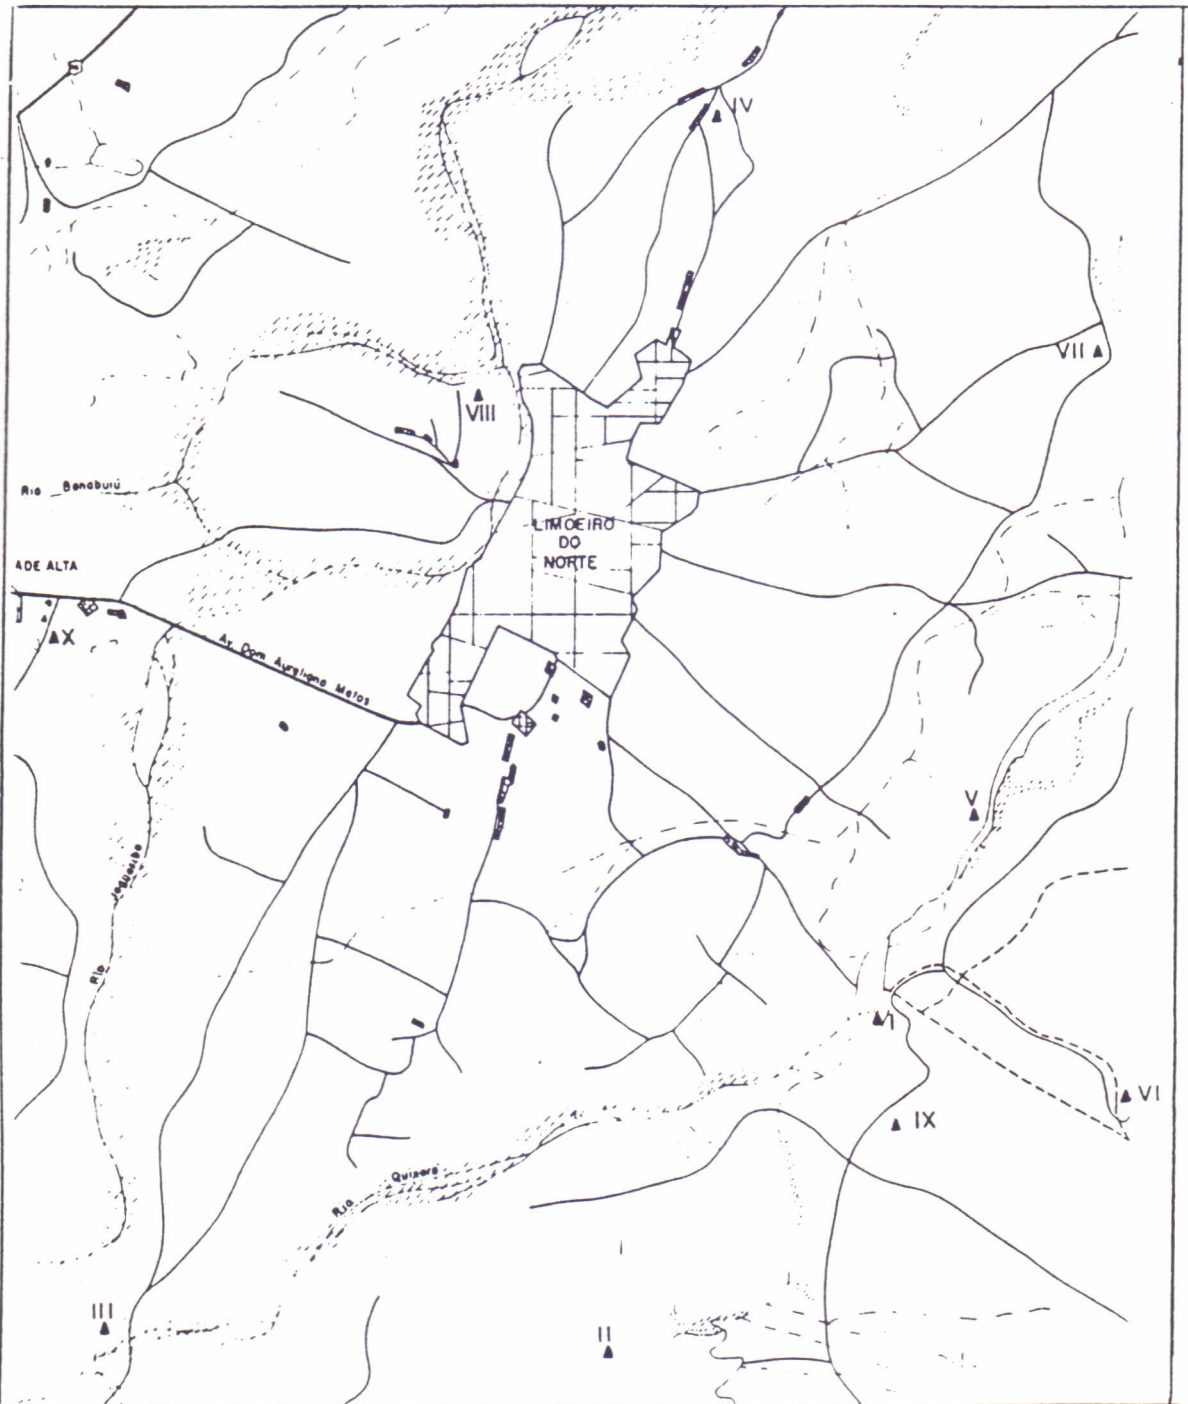 IV
VII
VIII
Rio Banabuiú
LIMOEIRO
DO
NORTE
ADE ALTA
X
Av. Dom Aureliano Matos
V
Rio Jaguaribe
I
VI
IX
Rio Quixeré
III
II